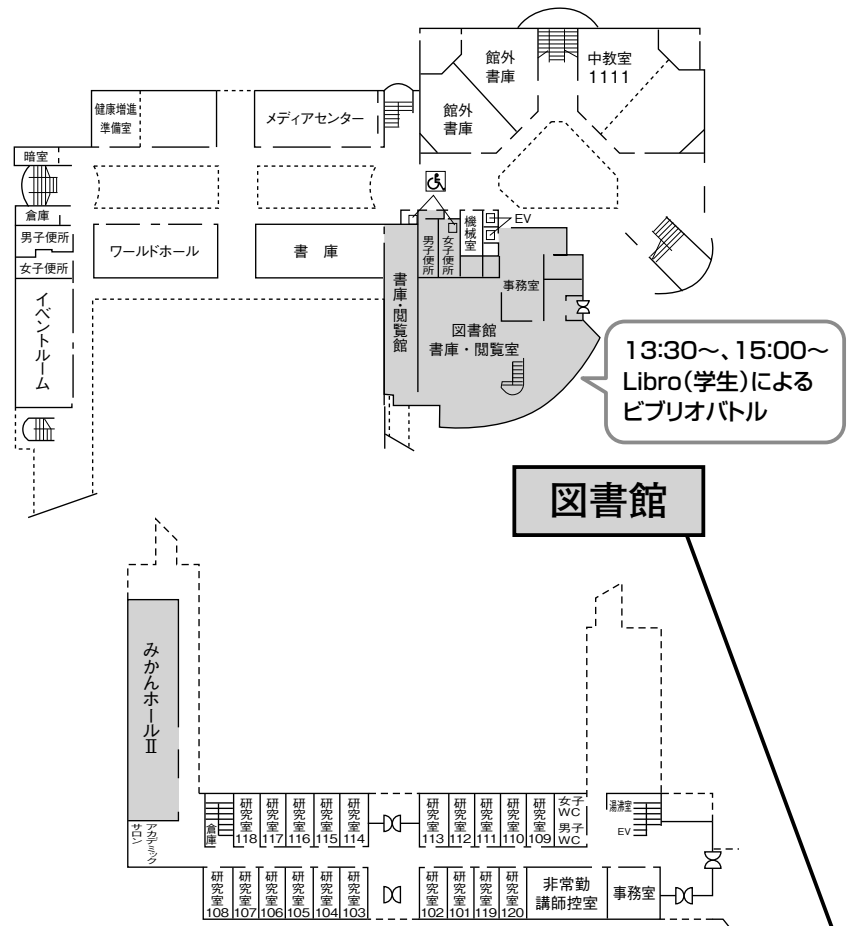 館外
書庫
中教室
1111
館外
書庫
健康増進
準備室
メディアセンター
暗室
倉庫
男子便所
女子便所
イベントルーム
ワールドホール
書 庫
EV
機械室
男子便所
女子便所
事務室
書庫・閲覧館
図書館
書庫・閲覧室
13:30〜、15:00〜
Libro(学生)による
ビブリオバトル
図書館
みかんホールⅡ
アカデミック
サロン
倉庫
研究室
118
研究室
117
研究室
116
研究室
115
研究室
114
研究室
113
研究室
112
研究室
111
研究室
110
研究室
109
女子
WC
男子
WC
湯沸室
EV
研究室
108
研究室
107
研究室
106
研究室
105
研究室
104
研究室
103
研究室
102
研究室
101
研究室
119
研究室
120
非常勤
講師控室
事務室